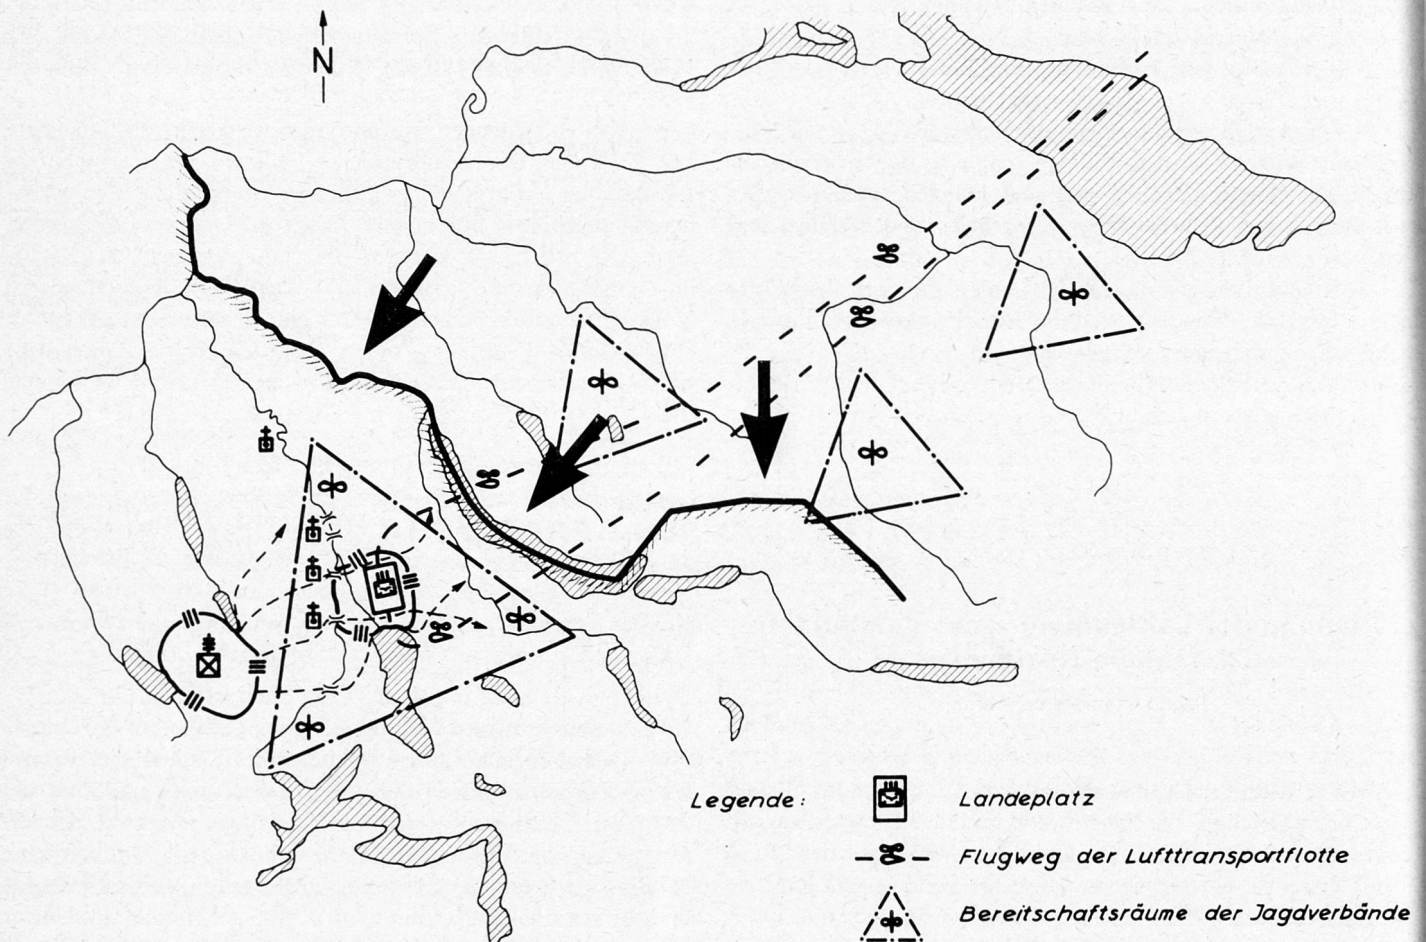 N
Legende:
Landeplatz
Flugweg der Lufttransportflotte
Bereitschaftsräume der Jagdverbände